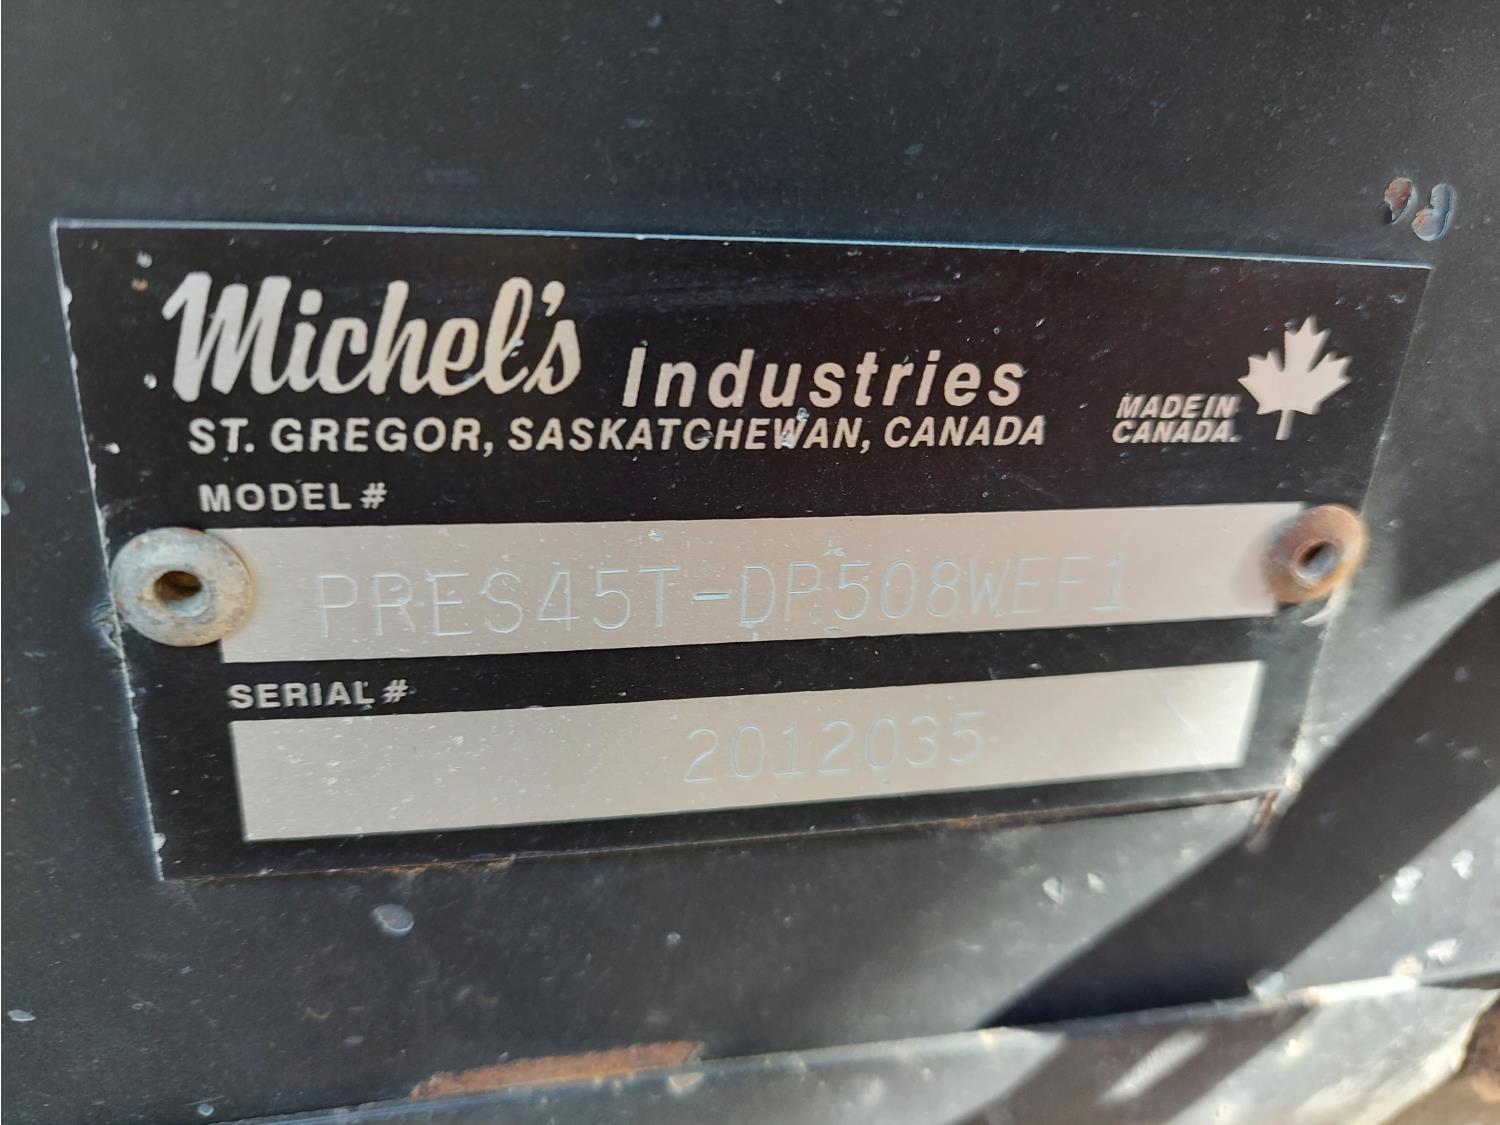 Michel's Industries
ST. GREGOR, SASKATCHEWAN, CANADA
MADE IN
CANADA.
MODEL #
PRES45T-DP508WEF1
SERIAL #
2012035